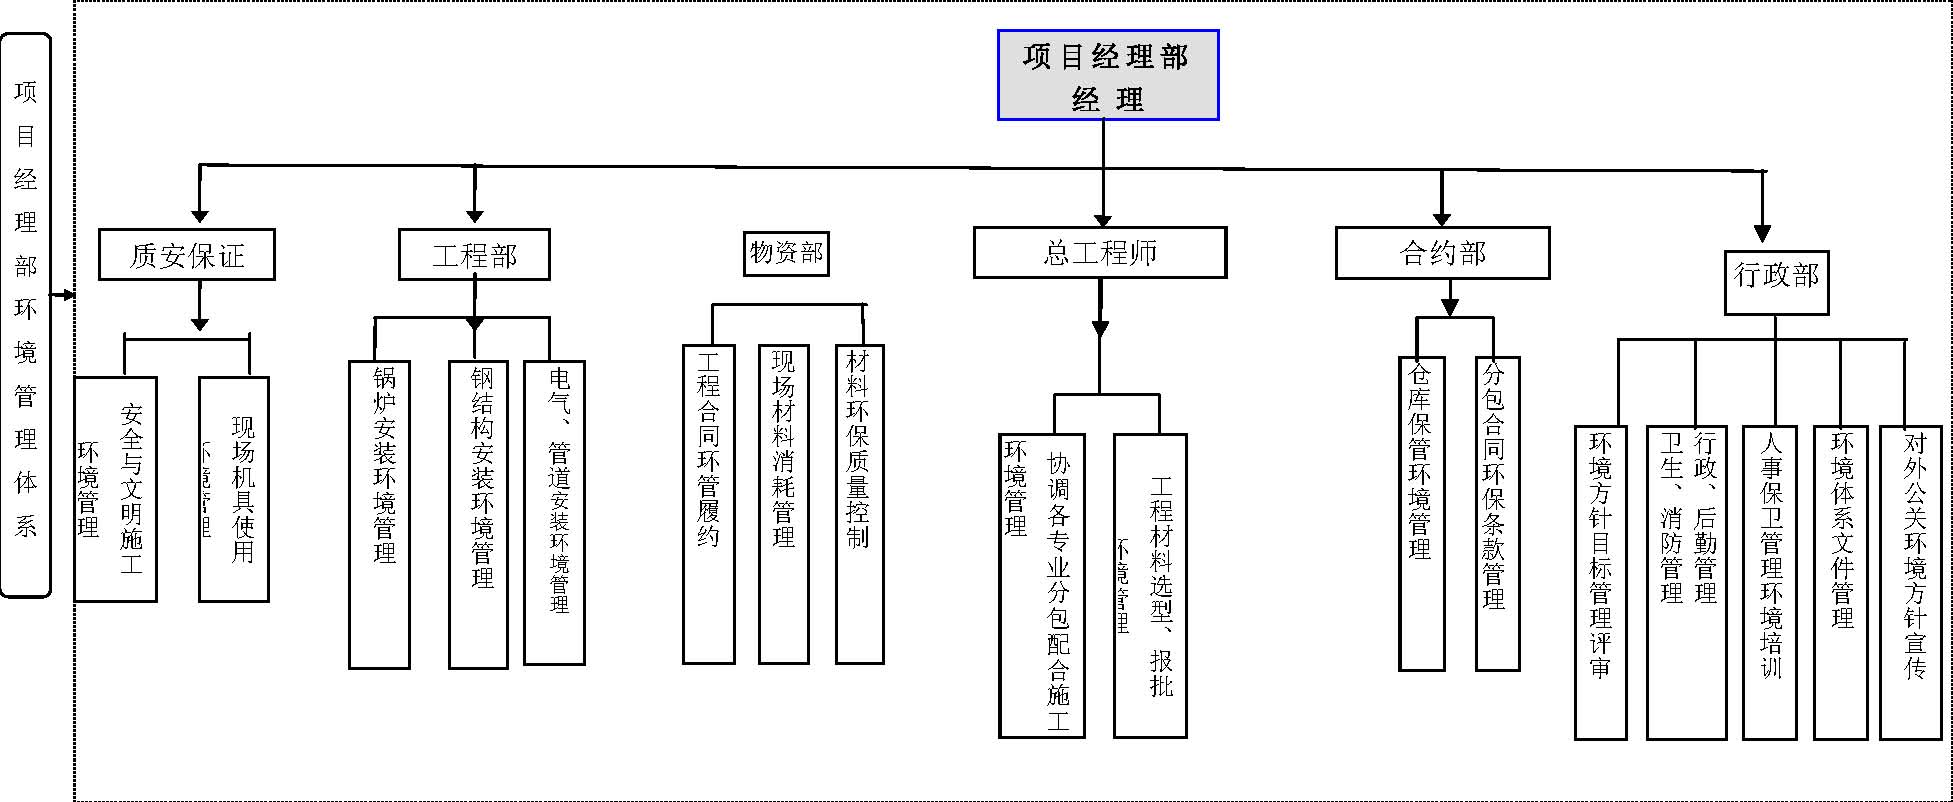 项目经理部环境管理体系
项目经理部
经 理
质安保证
工程部
物资部
总工程师
合约部
行政部
安全与文明施工
环境管理
现场机具使用
环境管理
锅炉安装环境管理
钢结构安装环境管理
电气、管道安装环境管理
工程合同环管履约
现场材料消耗管理
材料环保质量控制
协调各专业分包配合施工
环境管理
工程材料选型、报批
环境管理
仓库保管环境管理
分包合同环保条款管理
环境方针目标管理评审
行政、后勤管理
卫生、消防管理
人事保卫管理环境培训
环境体系文件管理
对外公关环境方针宣传